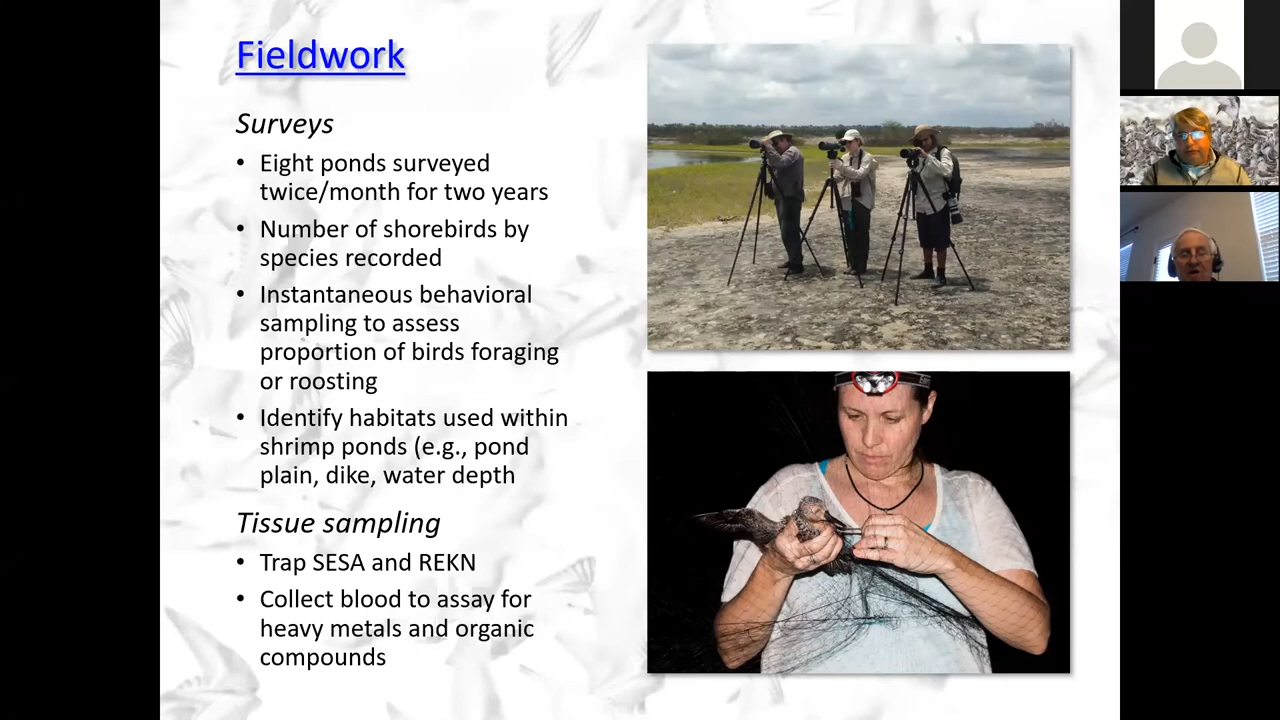 Fieldwork
Surveys
• Eight ponds surveyed
twice/month for two years
• Number of shorebirds by
species recorded
• Instantaneous behavioral
sampling to assess
proportion of birds foraging
or roosting
• Identify habitats used within
shrimp ponds (e.g., pond
plain, dike, water depth
Tissue sampling
• Trap SESA and REKN
• Collect blood to assay for
heavy metals and organic
compounds